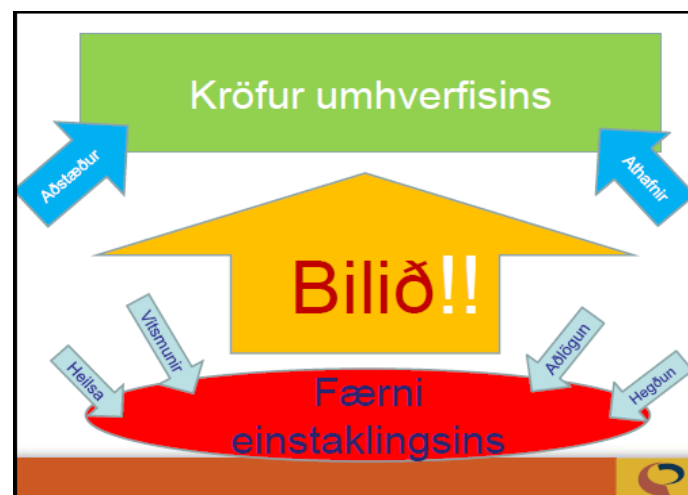 Kröfur umhverfisins
Aðstæður
Athafnir
Bilið!!
Heilsa
Vitsmunir
Aðlögun
Hegðun
Færni
einstaklingsins